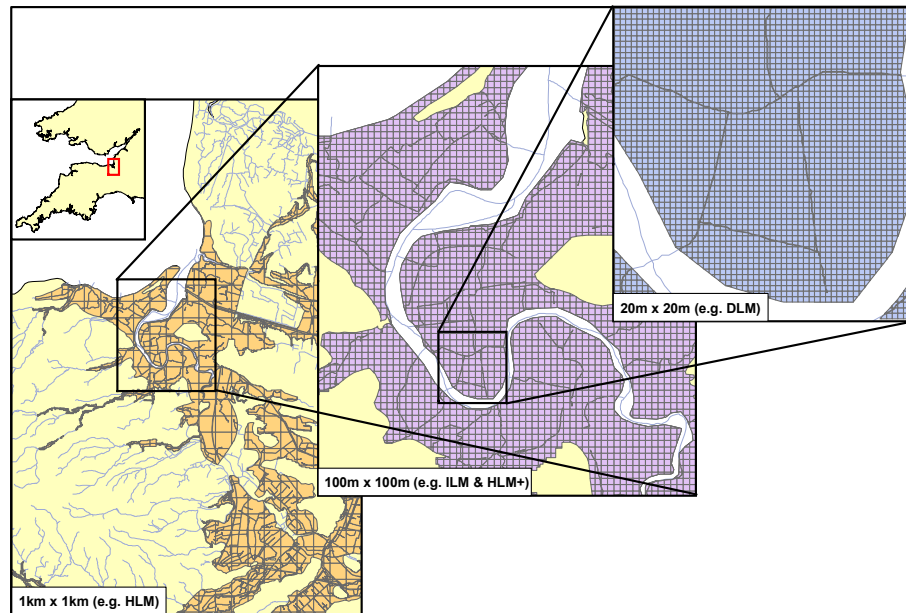 20m x 20m (e.g. DLM)
100m x 100m (e.g. ILM & HLM+)
1km x 1km (e.g. HLM)